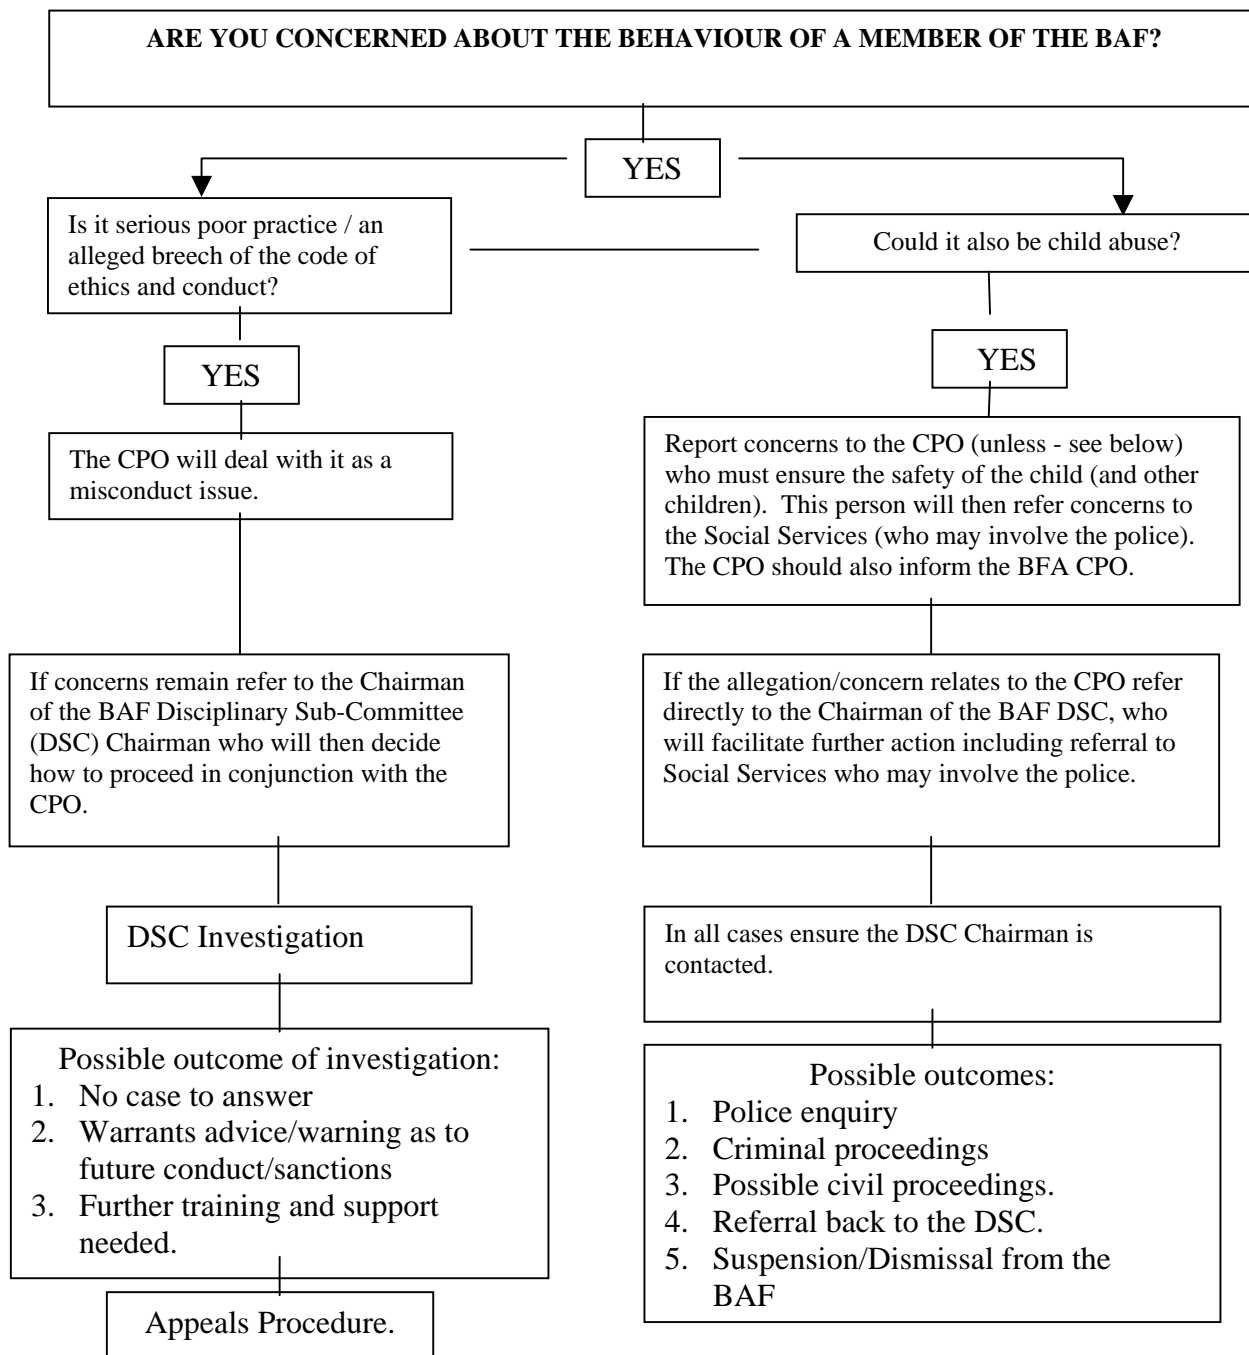 ARE YOU CONCERNED ABOUT THE BEHAVIOUR OF A MEMBER OF THE BAF?
YES
Is it serious poor practice / an
alleged breech of the code of
ethics and conduct?
Could it also be child abuse?
YES
YES
The CPO will deal with it as a
misconduct issue.
Report concerns to the CPO (unless - see below)
who must ensure the safety of the child (and other
children).  This person will then refer concerns to
the Social Services (who may involve the police).
The CPO should also inform the BFA CPO.
If concerns remain refer to the Chairman
of the BAF Disciplinary Sub-Committee
(DSC) Chairman who will then decide
how to proceed in conjunction with the
CPO.
If the allegation/concern relates to the CPO refer
directly to the Chairman of the BAF DSC, who
will facilitate further action including referral to
Social Services who may involve the police.
DSC Investigation
In all cases ensure the DSC Chairman is
contacted.
Possible outcome of investigation:
1. No case to answer
2. Warrants advice/warning as to
future conduct/sanctions
3. Further training and support
needed.
Possible outcomes:
1. Police enquiry
2. Criminal proceedings
3. Possible civil proceedings.
4. Referral back to the DSC.
5. Suspension/Dismissal from the
BAF
Appeals Procedure.